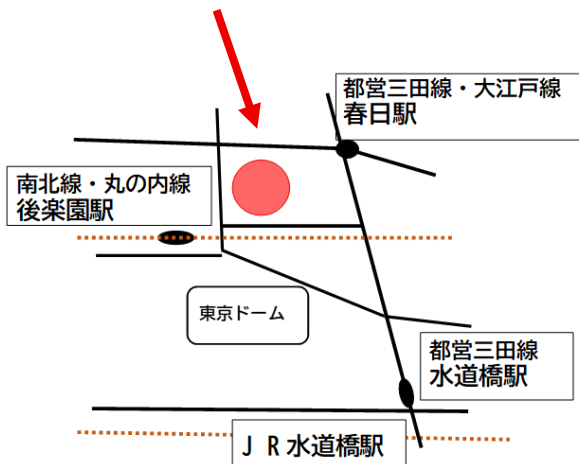 都営三田線・大江戸線
春日駅
南北線・丸の内線
後楽園駅
東京ドーム
都営三田線
水道橋駅
ＪＲ水道橋駅